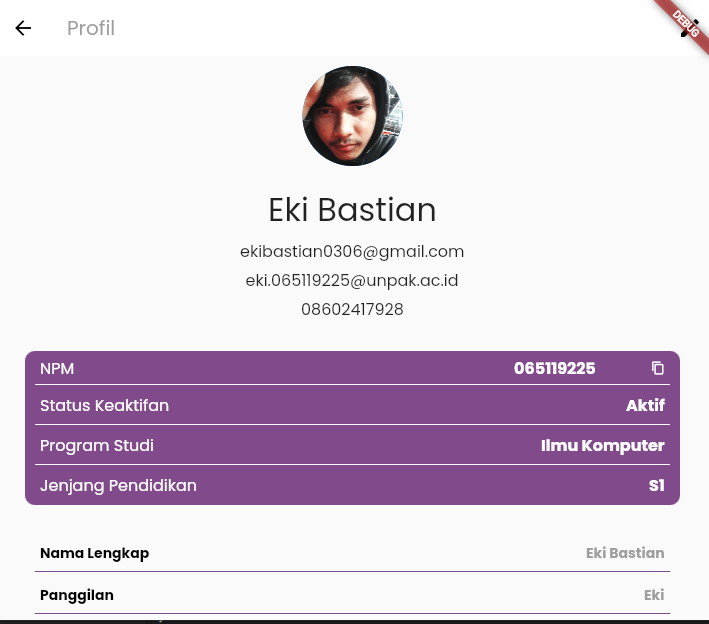 Profil
DEBUG
Eki Bastian
ekibastian0306@gmail.com
eki.065119225@unpak.ac.id
08602417928
NPM 065119225
Status Keaktifan Aktif
Program Studi Ilmu Komputer
Jenjang Pendidikan S1
Nama Lengkap Eki Bastian
Panggilan Eki